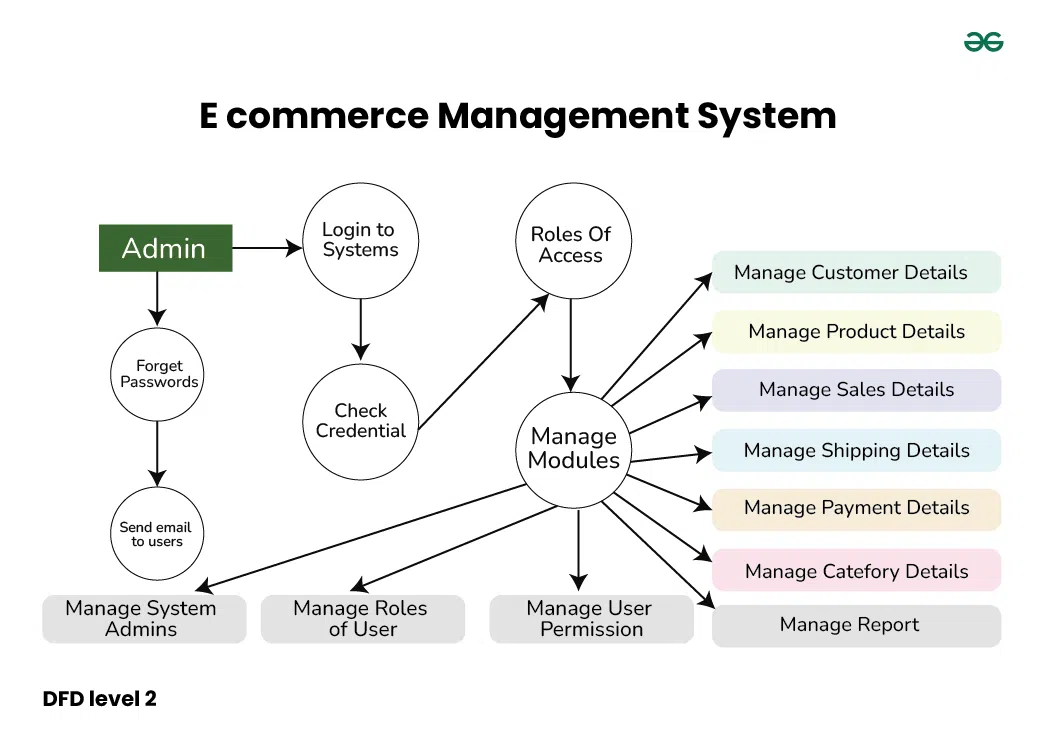 E commerce Management System
Admin
Login to
Systems
Roles Of
Access
Forget
Passwords
Check
Credential
Manage
Modules
Send email
to users
Manage Customer Details
Manage Product Details
Manage Sales Details
Manage Shipping Details
Manage Payment Details
Manage Catefory Details
Manage Report
Manage System
Admins
Manage Roles
of User
Manage User
Permission
DFD level 2